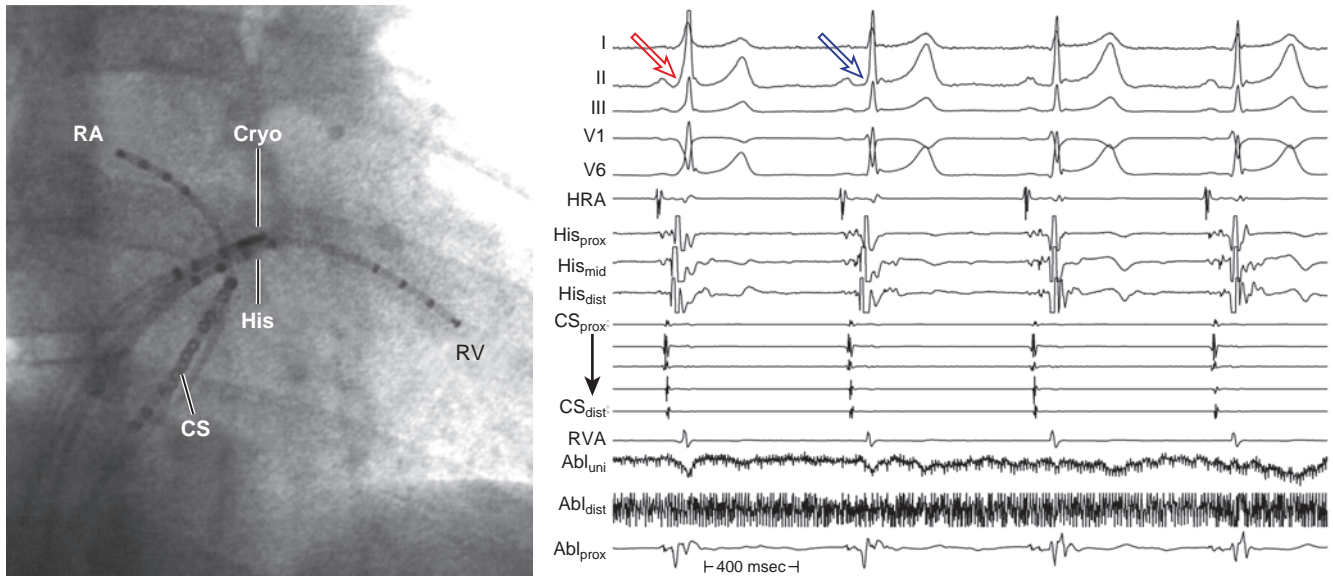 RA
Cryo
His
CS
RV
I
II
III
V1
V6
HRA
Hisprox
Hismid
Hisdist
CSprox
CSdist
RVA
Abluni
Abldist
Ablprox
400 msec